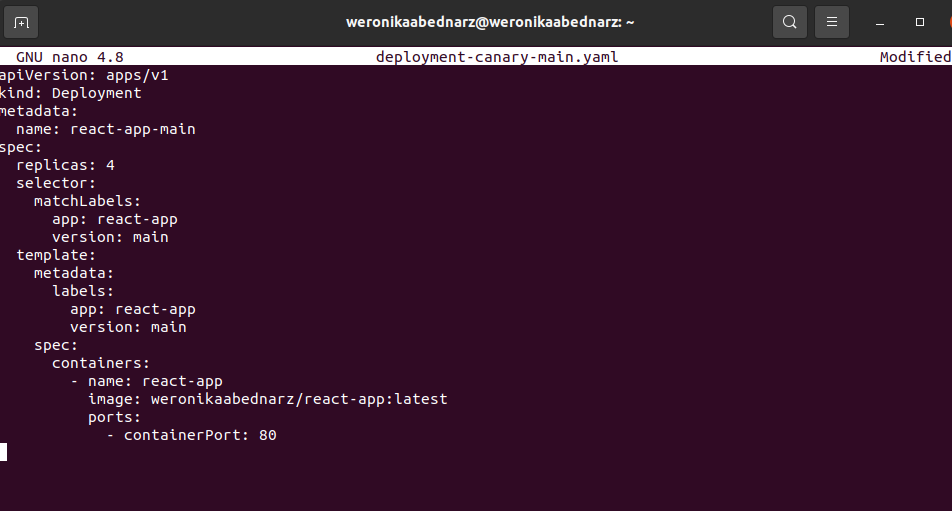 weronikaabednarz@weronikaabednarz: ~
GNU nano 4.8 deployment-canary-main.yaml Modified
apiVersion: apps/v1
kind: Deployment
metadata:
  name: react-app-main
spec:
  replicas: 4
  selector:
    matchLabels:
      app: react-app
      version: main
  template:
    metadata:
      labels:
        app: react-app
        version: main
    spec:
      containers:
        - name: react-app
          image: weronikaabednarz/react-app:latest
          ports:
            - containerPort: 80